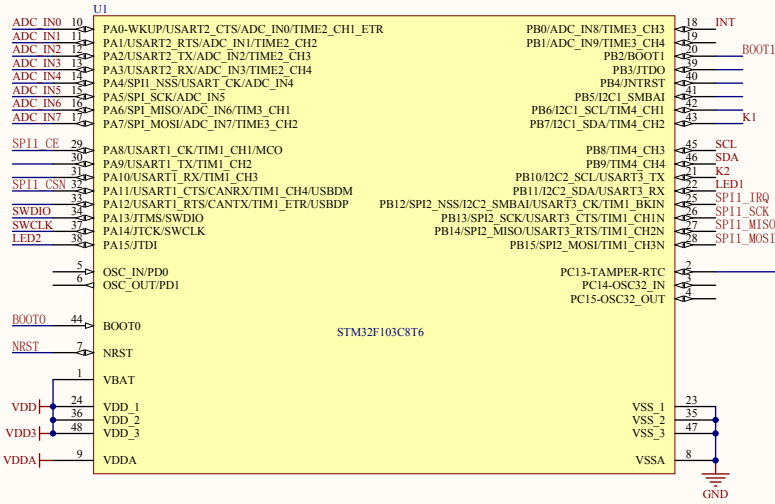 U1
ADC_IN0 10 PA0-WKUP/USART2_CTS/ADC_IN0/TIME2_CH1_ETR
ADC_IN1 11 PA1/USART2_RTS/ADC_IN1/TIME2_CH2
ADC_IN2 12 PA2/USART2_TX/ADC_IN2/TIME2_CH3
ADC_IN3 13 PA3/USART2_RX/ADC_IN3/TIME2_CH4
ADC_IN4 14 PA4/SPI1_NSS/USART_CK/ADC_IN4
ADC_IN5 15 PA5/SPI_SCK/ADC_IN5
ADC_IN6 16 PA6/SPI_MISO/ADC_IN6/TIM3_CH1
ADC_IN7 17 PA7/SPI_MOSI/ADC_IN7/TIME3_CH2
SPI1_CE 29 PA8/USART1_CK/TIM1_CH1/MCO
30 PA9/USART1_TX/TIM1_CH2
31 PA10/USART1_RX/TIM1_CH3
SPI1_CSN 32 PA11/USART1_CTS/CANRX/TIM1_CH4/USBDM
33 PA12/USART1_RTS/CANTX/TIM1_ETR/USBDP
SWDIO 34 PA13/JTMS/SWDIO
SWCLK 37 PA14/JTCK/SWCLK
LED2 38 PA15/JTDI
5 OSC_IN/PD0
6 OSC_OUT/PD1
BOOT0 44 BOOT0
NRST 7 NRST
1 VBAT
VDD 24 VDD_1
36 VDD_2
VDD3 48 VDD_3
VDDA 9 VDDA
STM32F103C8T6
PB0/ADC_IN8/TIME3_CH3 18 INT
PB1/ADC_IN9/TIME3_CH4 19
PB2/BOOT1 20 BOOT1
PB3/JTDO 39
PB4/JNTRST 40
PB5/I2C1_SMBAI 41
PB6/I2C1_SCL/TIM4_CH1 42
PB7/I2C1_SDA/TIM4_CH2 43 K1
PB8/TIM4_CH3 45 SCL
PB9/TIM4_CH4 46 SDA
PB10/I2C2_SCL/USART3_TX 21 K2
PB11/I2C2_SDA/USART3_RX 22 LED1
PB12/SPI2_NSS/I2C2_SMBAI/USART3_CK/TIM1_BKIN 25 SPI1_IRQ
PB13/SPI2_SCK/USART3_CTS/TIM1_CH1N 26 SPI1_SCK
PB14/SPI2_MISO/USART3_RTS/TIM1_CH2N 27 SPI1_MISO
PB15/SPI2_MOSI/TIM1_CH3N 28 SPI1_MOSI
PC13-TAMPER-RTC 2
PC14-OSC32_IN 3
PC15-OSC32_OUT 4
VSS_1 23
VSS_2 35
VSS_3 47
VSSA 8
GND